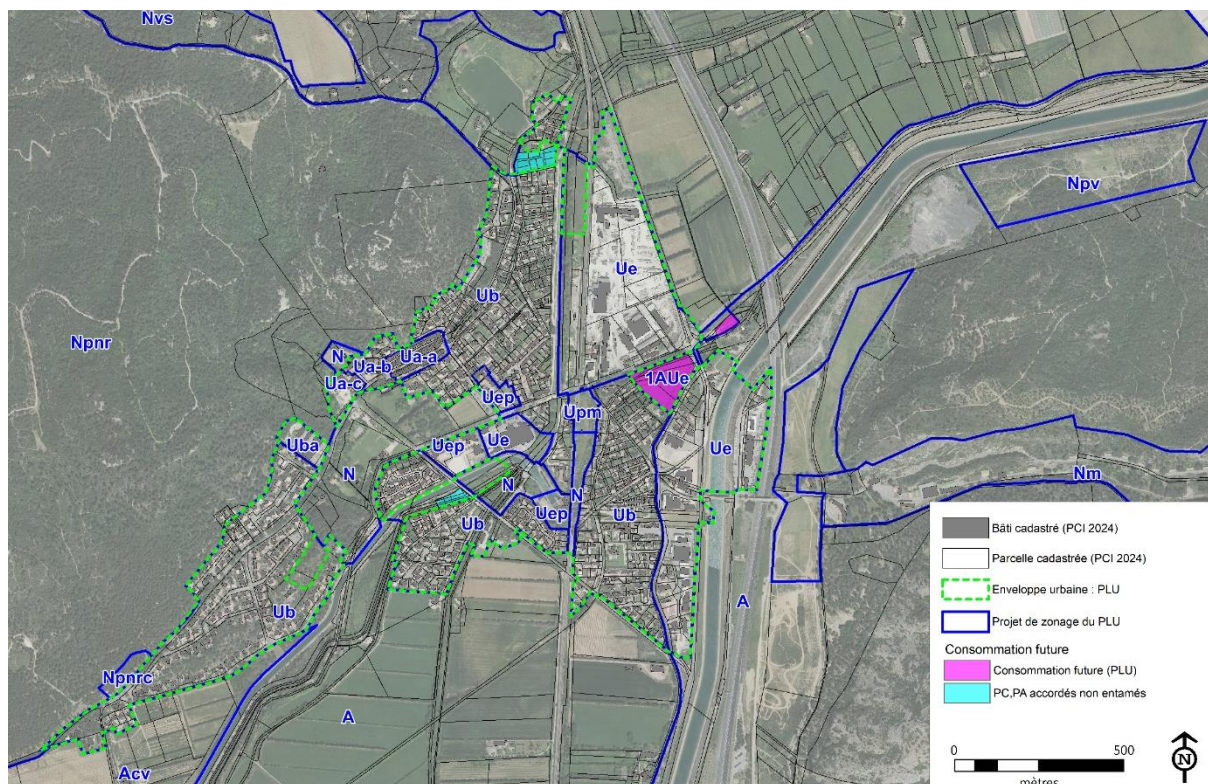 Nvs
Npv
Ue
Ub
Npnr
N
Ua-a
Ua-b
Ua-c
1AUe
Uep
Upm
Uba
Uep
Ue
Ue
N
N
N
Nm
Uep
Ub
Ub
A
Ub
Npnrc
A
Acv
Bâti cadastré (PCI 2024)
Parcelle cadastrée (PCI 2024)
Enveloppe urbaine : PLU
Projet de zonage du PLU
Consommation future
Consommation future (PLU)
PC,PA accordés non entamés
0 500
mètres
N